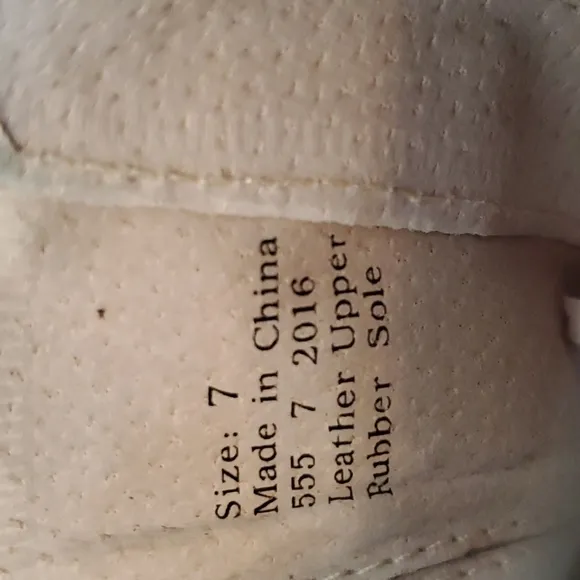 Size: 7
Made in China
555 7 2016
Leather Upper
Rubber Sole